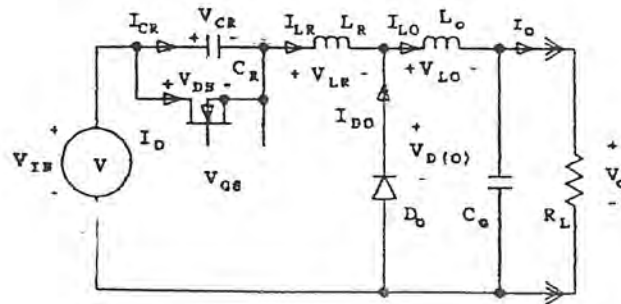 I_CR V_CR I_LR L_R I_LO L_O I_O
+ - C_R
+ V_DS - + V_LR - + V_LO -
I_D I_DO
+ V_IN - V V_GS + V_D(O) - + V_O -
D_O C_O R_L